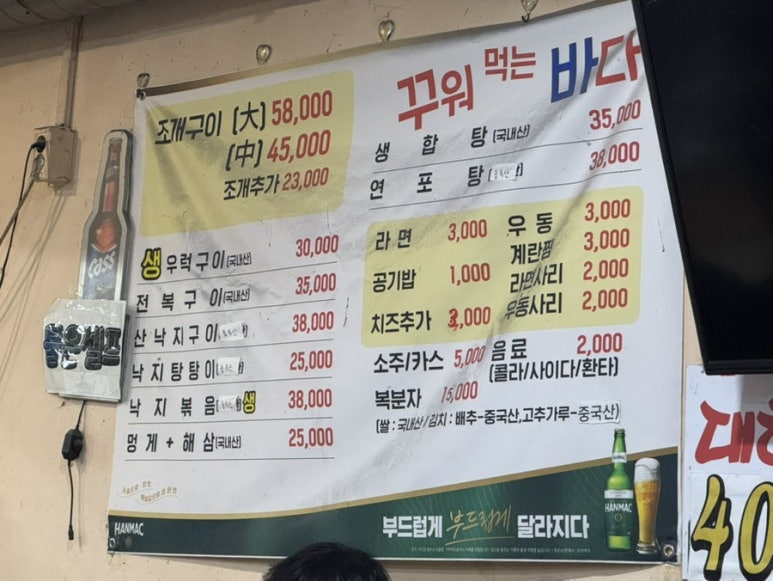 꾸워 먹는 바다
조개구이 (大) 58,000
(中) 45,000
조개추가 23,000
생 합 탕 (국내산) 35,000
연 포 탕 38,000
생 우럭구이 (국내산) 30,000
전 복 구 이 (국내산) 35,000
산 낙 지 구 이 38,000
낙 지 탕 탕 이 25,000
낙 지 볶 음 생 38,000
멍 게 + 해 삼 (국내산) 25,000
라 면 3,000
공기밥 1,000
치즈추가 3,000
우 동 3,000
계란찜 3,000
라면사리 2,000
우동사리 2,000
소주/카스 5,000
복분자 15,000
음 료 2,000
(콜라/사이다/환타)
(쌀 : 국내산 / 김치 : 배추-중국산, 고추가루-중국산)
HANMAC
부드럽게 부드럽게 달라지다
HANMAC
cass
물은셀프
40